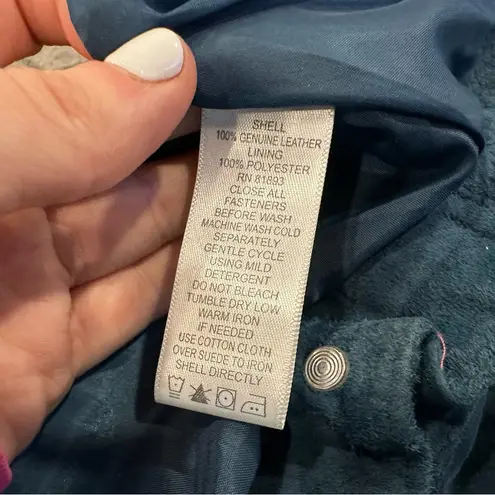 SHELL
100% GENUINE LEATHER
LINING
100% POLYESTER
RN 81893
CLOSE ALL
FASTENERS
BEFORE WASH
MACHINE WASH COLD
SEPARATELY
GENTLE CYCLE
USING MILD
DETERGENT
DO NOT BLEACH
TUMBLE DRY LOW
WARM IRON
IF NEEDED
USE COTTON CLOTH
OVER SUEDE TO IRON
SHELL DIRECTLY